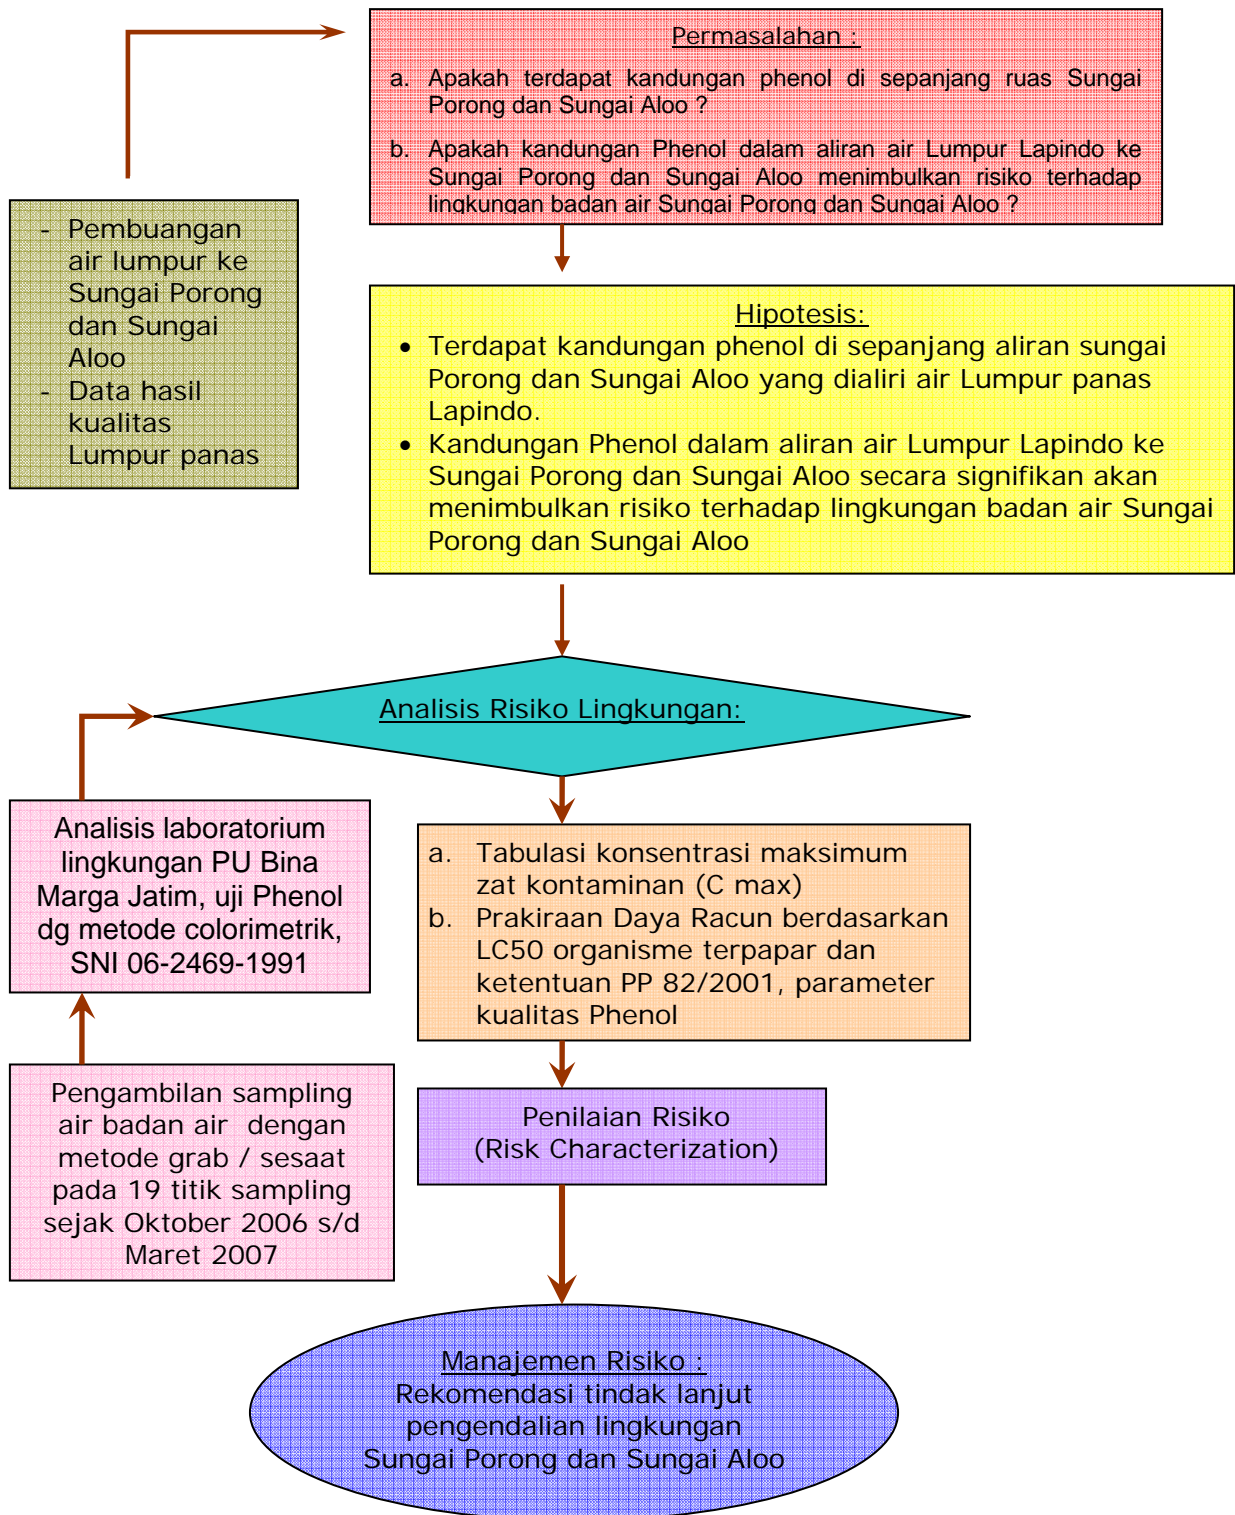 Permasalahan :
a. Apakah terdapat kandungan phenol di sepanjang ruas Sungai
Porong dan Sungai Aloo ?
b. Apakah kandungan Phenol dalam aliran air Lumpur Lapindo ke
Sungai Porong dan Sungai Aloo menimbulkan risiko terhadap
lingkungan badan air Sungai Porong dan Sungai Aloo ?
- Pembuangan
air lumpur ke
Sungai Porong
dan Sungai
Aloo
- Data hasil
kualitas
Lumpur panas
Hipotesis:
• Terdapat kandungan phenol di sepanjang aliran sungai
Porong dan Sungai Aloo yang dialiri air Lumpur panas
Lapindo.
• Kandungan Phenol dalam aliran air Lumpur Lapindo ke
Sungai Porong dan Sungai Aloo secara signifikan akan
menimbulkan risiko terhadap lingkungan badan air Sungai
Porong dan Sungai Aloo
Analisis Risiko Lingkungan:
Analisis laboratorium
lingkungan PU Bina
Marga Jatim, uji Phenol
dg metode colorimetrik,
SNI 06-2469-1991
a. Tabulasi konsentrasi maksimum
zat kontaminan (C max)
b. Prakiraan Daya Racun berdasarkan
LC50 organisme terpapar dan
ketentuan PP 82/2001, parameter
kualitas Phenol
Pengambilan sampling
air badan air dengan
metode grab / sesaat
pada 19 titik sampling
sejak Oktober 2006 s/d
Maret 2007
Penilaian Risiko
(Risk Characterization)
Manajemen Risiko :
Rekomendasi tindak lanjut
pengendalian lingkungan
Sungai Porong dan Sungai Aloo